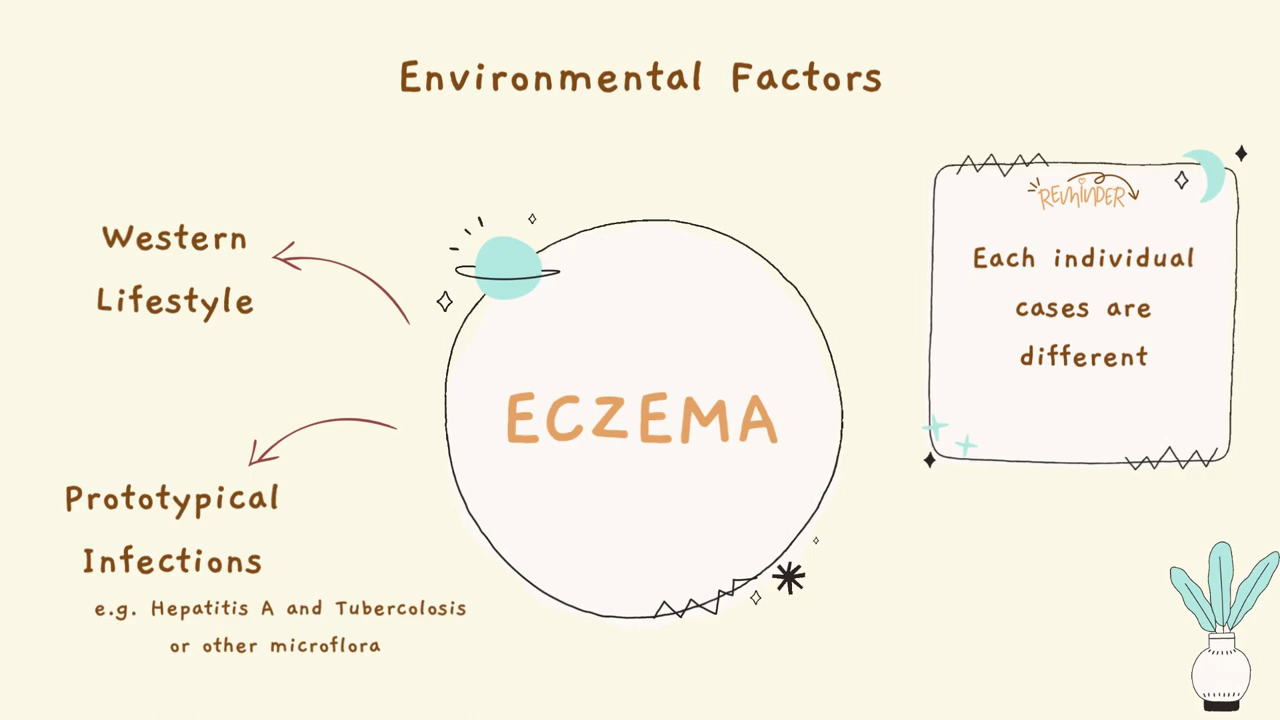 Environmental Factors
Western
Lifestyle
Prototypical
Infections
e.g. Hepatitis A and Tubercolosis
or other microflora
ECZEMA
REMINDER
Each individual
cases are
different